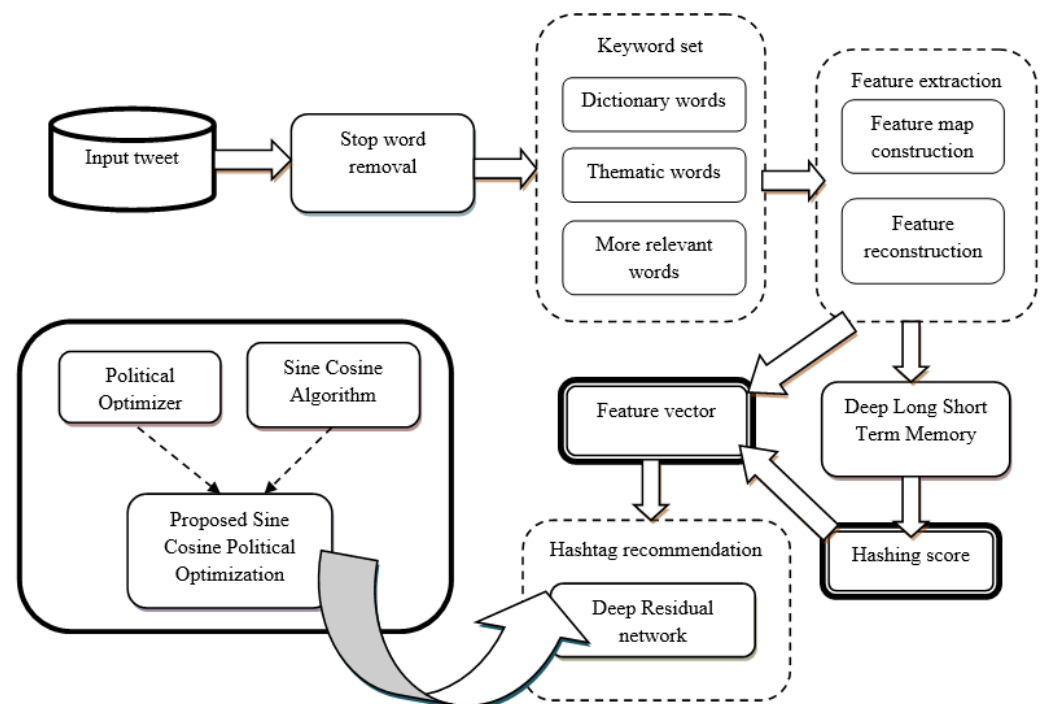 Keyword set
Input tweet
Stop word
removal
Dictionary words
Thematic words
More relevant
words
Feature extraction
Feature map
construction
Feature
reconstruction
Political
Optimizer
Sine Cosine
Algorithm
Proposed Sine
Cosine Political
Optimization
Feature vector
Deep Long Short
Term Memory
Hashing score
Hashtag recommendation
Deep Residual
network